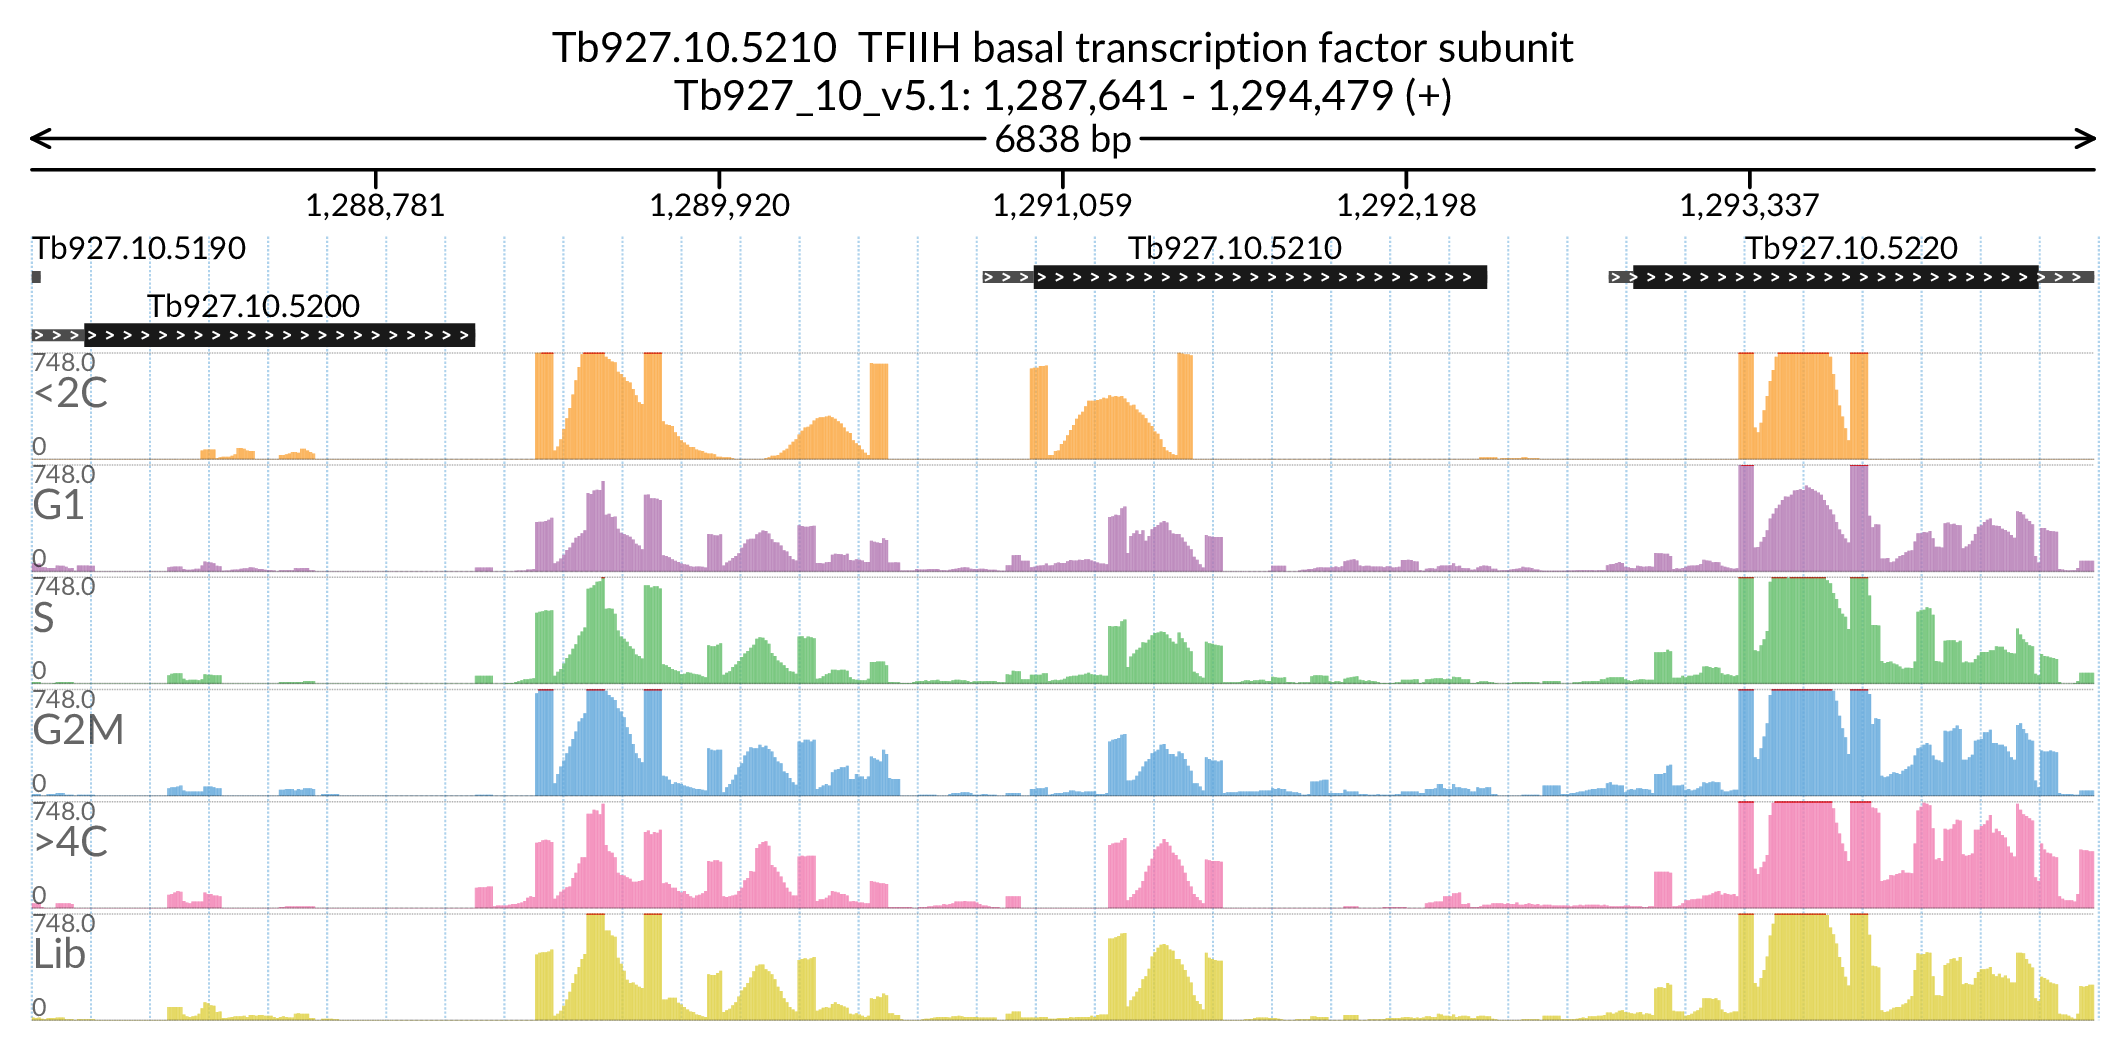 Tb927.10.5210  TFIIH basal transcription factor subunit
Tb927_10_v5.1: 1,287,641 - 1,294,479 (+)
6838 bp
1,288,781 1,289,920 1,291,059 1,292,198 1,293,337
Tb927.10.5190 Tb927.10.5210 Tb927.10.5220
Tb927.10.5200
748.0
<2C
0
748.0
G1
0
748.0
S
0
748.0
G2M
0
748.0
>4C
0
748.0
Lib
0